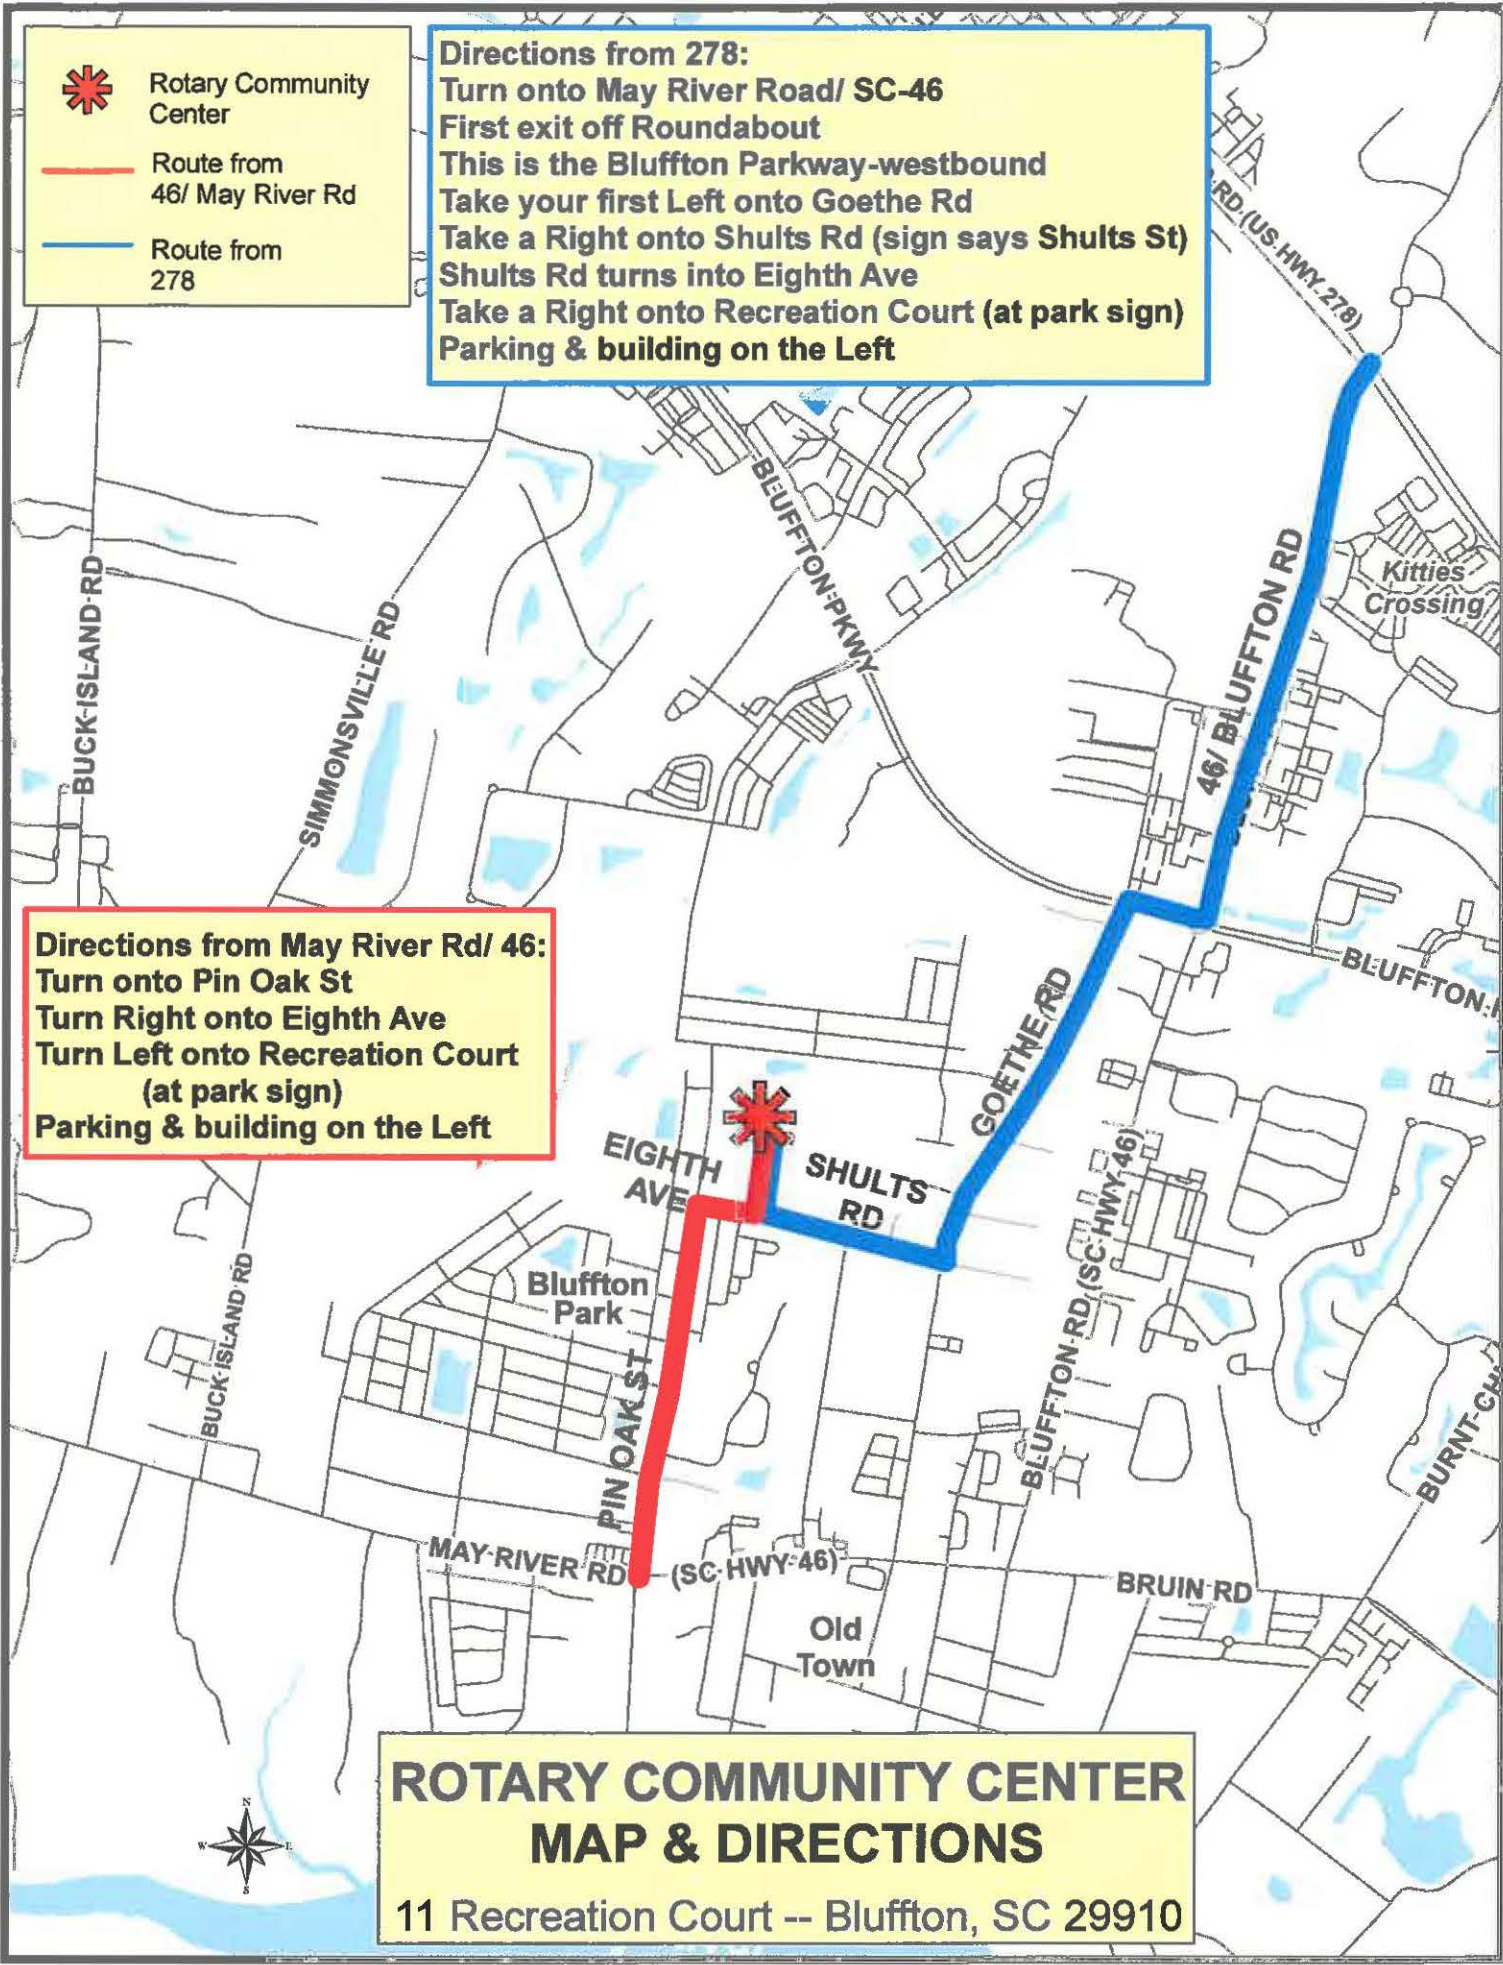 Rotary Community
Center
Route from
46/ May River Rd
Route from
278
Directions from 278:
Turn onto May River Road/ SC-46
First exit off Roundabout
This is the Bluffton Parkway-westbound
Take your first Left onto Goethe Rd
Take a Right onto Shults Rd (sign says Shults St)
Shults Rd turns into Eighth Ave
Take a Right onto Recreation Court (at park sign)
Parking & building on the Left
RD (US HWY 278)
BLUFFTON PKWY
Kitties
Crossing
46/ BLUFFTON RD
BUCK ISLAND RD
SIMMONSVILLE RD
Directions from May River Rd/ 46:
Turn onto Pin Oak St
Turn Right onto Eighth Ave
Turn Left onto Recreation Court
(at park sign)
Parking & building on the Left
BLUFFTON
GOETHE RD
EIGHTH
AVE
SHULTS
RD
BLUFFTON RD (SC HWY 46)
Bluffton
Park
BUCK ISLAND RD
PIN OAK ST
BURNT CH
MAY RIVER RD
(SC HWY 46)
BRUIN RD
Old
Town
N
W
E
S
ROTARY COMMUNITY CENTER
MAP & DIRECTIONS
11 Recreation Court -- Bluffton, SC 29910